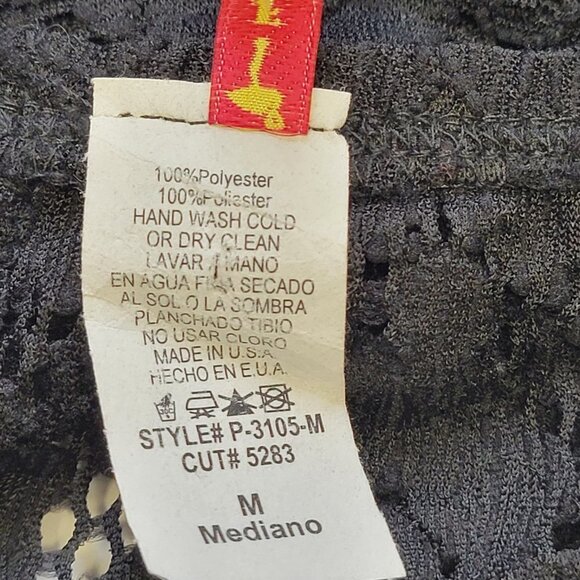 100%Polyester
100%Poliester
HAND WASH COLD
OR DRY CLEAN
LAVAR A MANO
EN AGUA FRIA SECADO
AL SOL O LA SOMBRA
PLANCHADO TIBIO
NO USAR CLORO
MADE IN U.S.A.
HECHO EN E.U.A.
STYLE# P-3105-M
CUT# 5283
M
Mediano